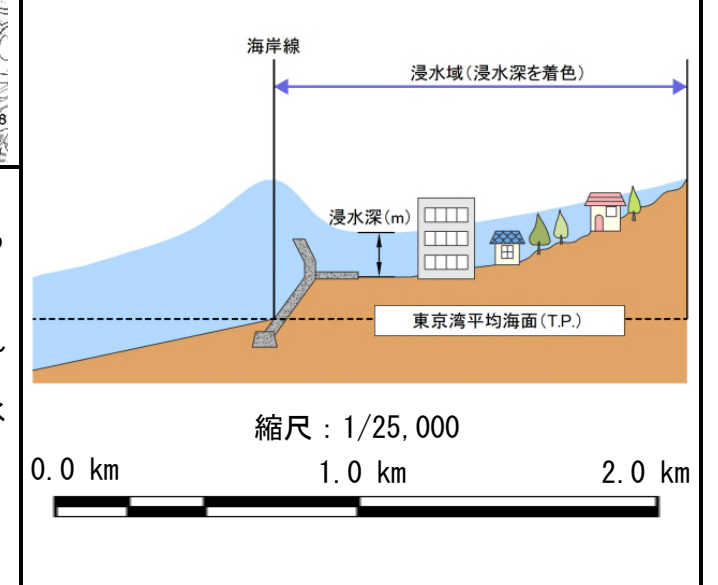 海岸線
浸水域(浸水深を着色)
浸水深(m)
東京湾平均海面(T.P.)
縮尺：1/25,000
0.0 km 1.0 km 2.0 km